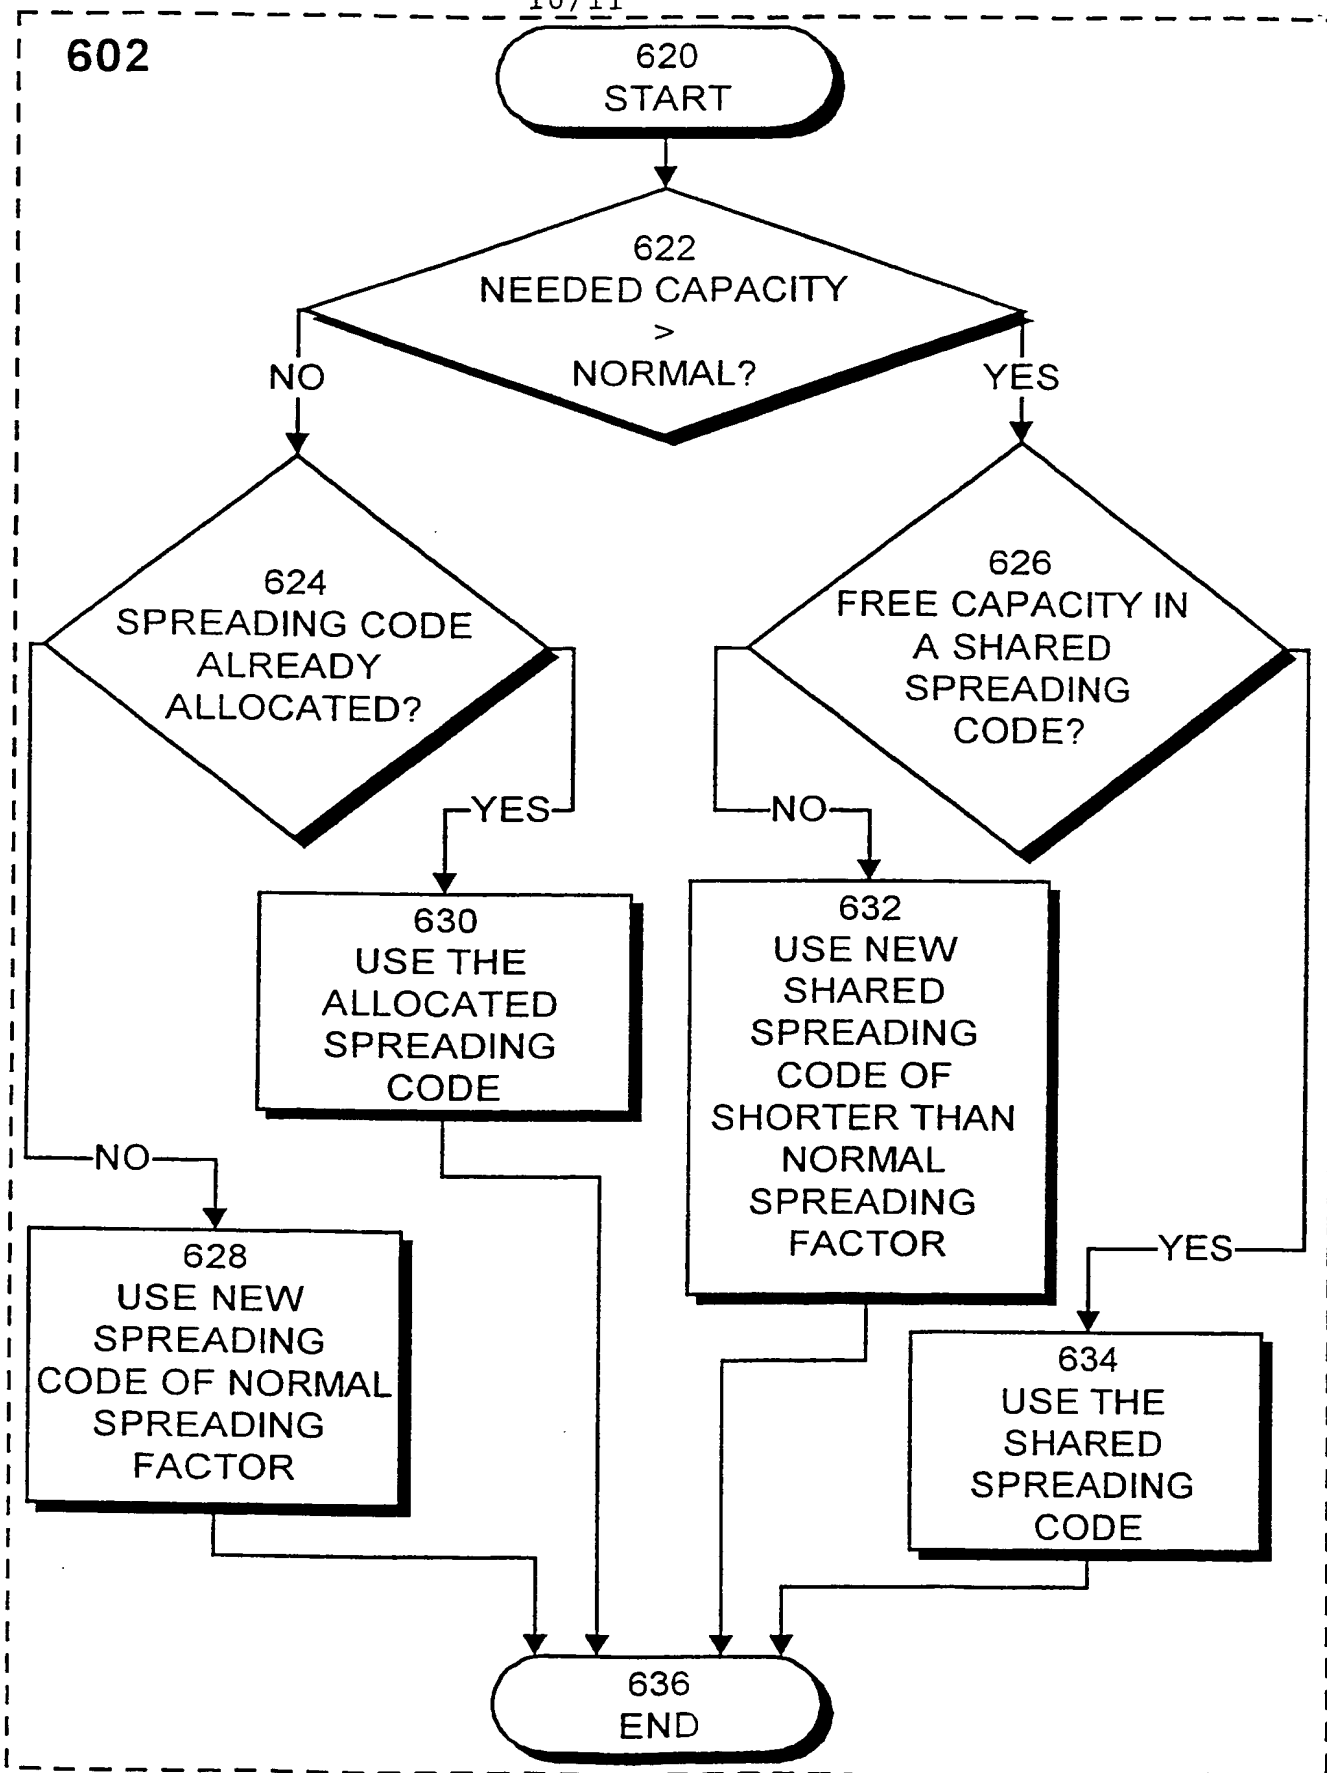 10/11
602
620
START
622
NEEDED CAPACITY
>
NORMAL?
NO
YES
624
SPREADING CODE
ALREADY
ALLOCATED?
626
FREE CAPACITY IN
A SHARED
SPREADING
CODE?
YES
NO
630
USE THE
ALLOCATED
SPREADING
CODE
632
USE NEW
SHARED
SPREADING
CODE OF
SHORTER THAN
NORMAL
SPREADING
FACTOR
NO
YES
628
USE NEW
SPREADING
CODE OF NORMAL
SPREADING
FACTOR
634
USE THE
SHARED
SPREADING
CODE
636
END